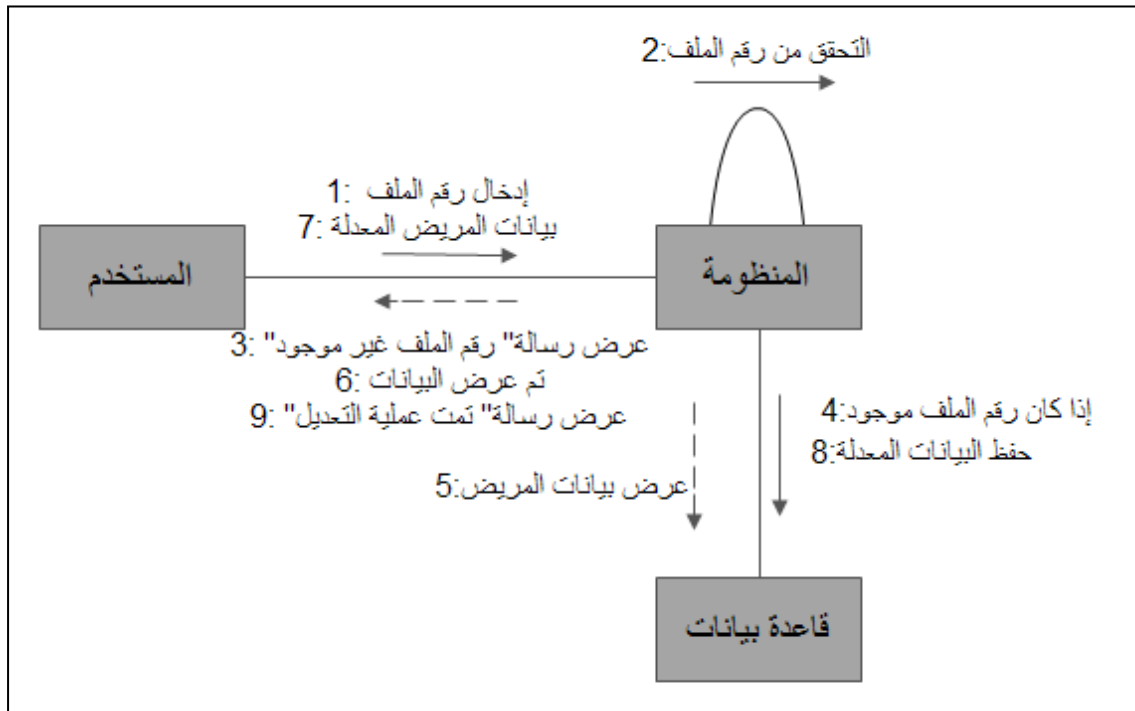 2:التحقق من رقم الملف
1: إدخال رقم الملف
7: بيانات المريض المعدلة
المستخدم
المنظومة
3: عرض رسالة" رقم الملف غير موجود"
6: تم عرض البيانات
9: عرض رسالة" تمت عملية التعديل"
4:إذا كان رقم الملف موجود
8:حفظ البيانات المعدلة
5:عرض بيانات المريض
قاعدة بيانات